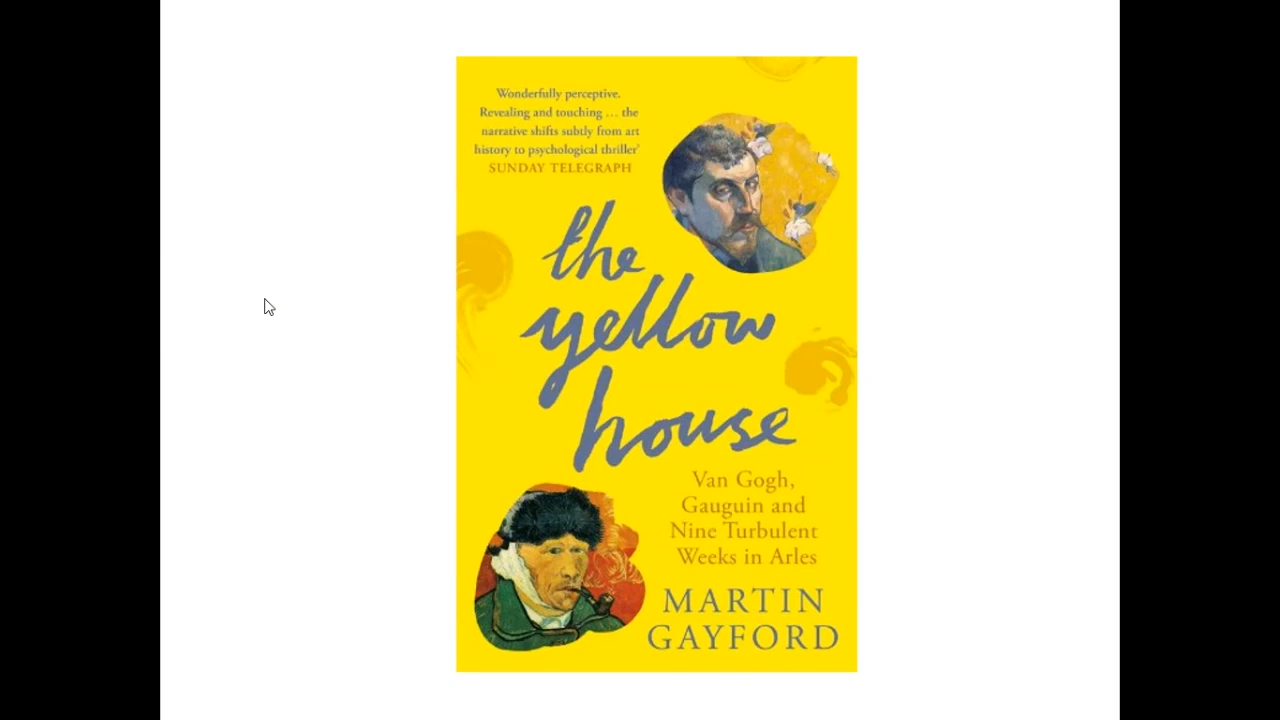 Wonderfully perceptive.
Revealing and touching ... the
narrative shifts subtly from art
history to psychological thriller'
SUNDAY TELEGRAPH
the
yellow
house
Van Gogh,
Gauguin and
Nine Turbulent
Weeks in Arles
MARTIN
GAYFORD